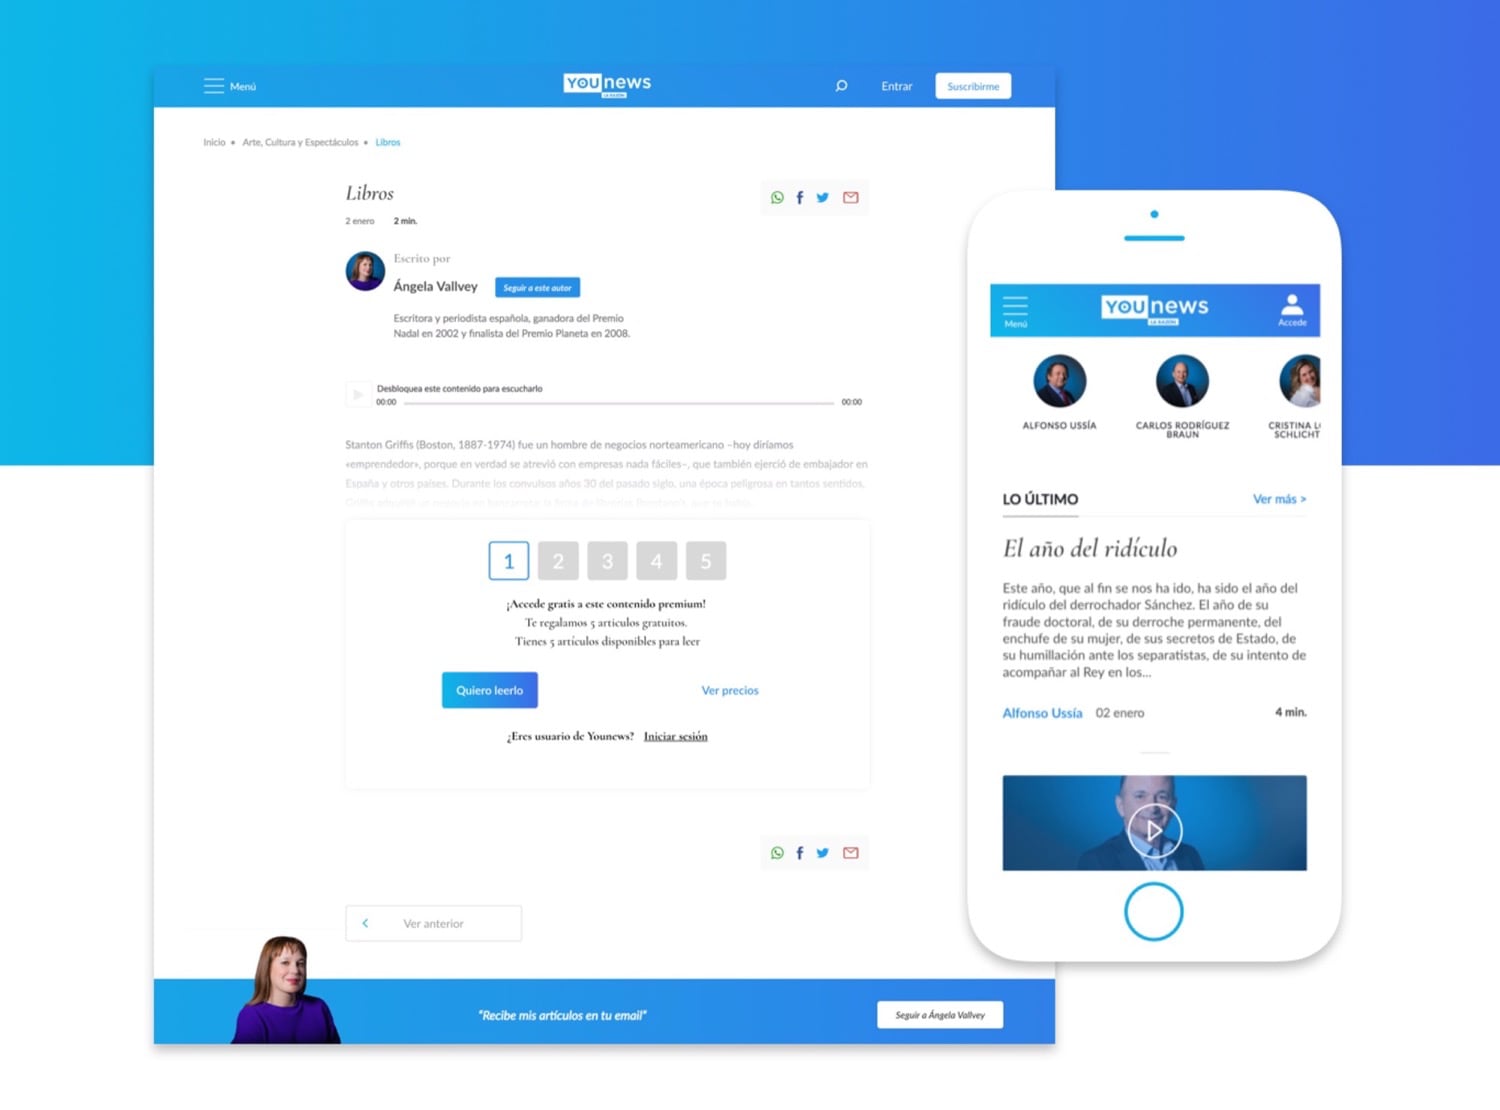 Menú
YOUnews
LA RAZÓN
Entrar
Suscribirme
Inicio • Arte, Cultura y Espectáculos • Libros
Libros
2 enero 2 min.
Escrito por
Ángela Vallvey
Seguir a este autor
Escritora y periodista española, ganadora del Premio
Nadal en 2002 y finalista del Premio Planeta en 2008.
Desbloquea este contenido para escucharlo
00:00 00:00
Stanton Griffis (Boston, 1887-1974) fue un hombre de negocios norteamericano –hoy diríamos
«emprendedor», porque en verdad se atrevió con empresas nada fáciles–, que también ejerció de embajador en
España y otros países. Durante los convulsos años 30 del pasado siglo, una época peligrosa en tantos sentidos,
1 2 3 4 5
¡Accede gratis a este contenido premium!
Te regalamos 5 articulos gratuitos.
Tienes 5 artículos disponibles para leer
Quiero leerlo
Ver precios
¿Eres usuario de Younews? Iniciar sesión
Ver anterior
"Recibe mis artículos en tu email"
Seguir a Ángela Vallvey
Menú
YOUnews
LA RAZÓN
Accede
ALFONSO USSÍA
CARLOS RODRÍGUEZ
BRAUN
CRISTINA
SCHLICHT
LO ÚLTIMO
Ver más >
El año del ridículo
Este año, que al fin se nos ha ido, ha sido el año del
ridículo del derrochador Sánchez. El año de su
fraude doctoral, de su derroche permanente, del
enchufe de su mujer, de sus secretos de Estado, de
su humillación ante los separatistas, de su intento de
acompañar al Rey en los...
Alfonso Ussía 02 enero 4 min.